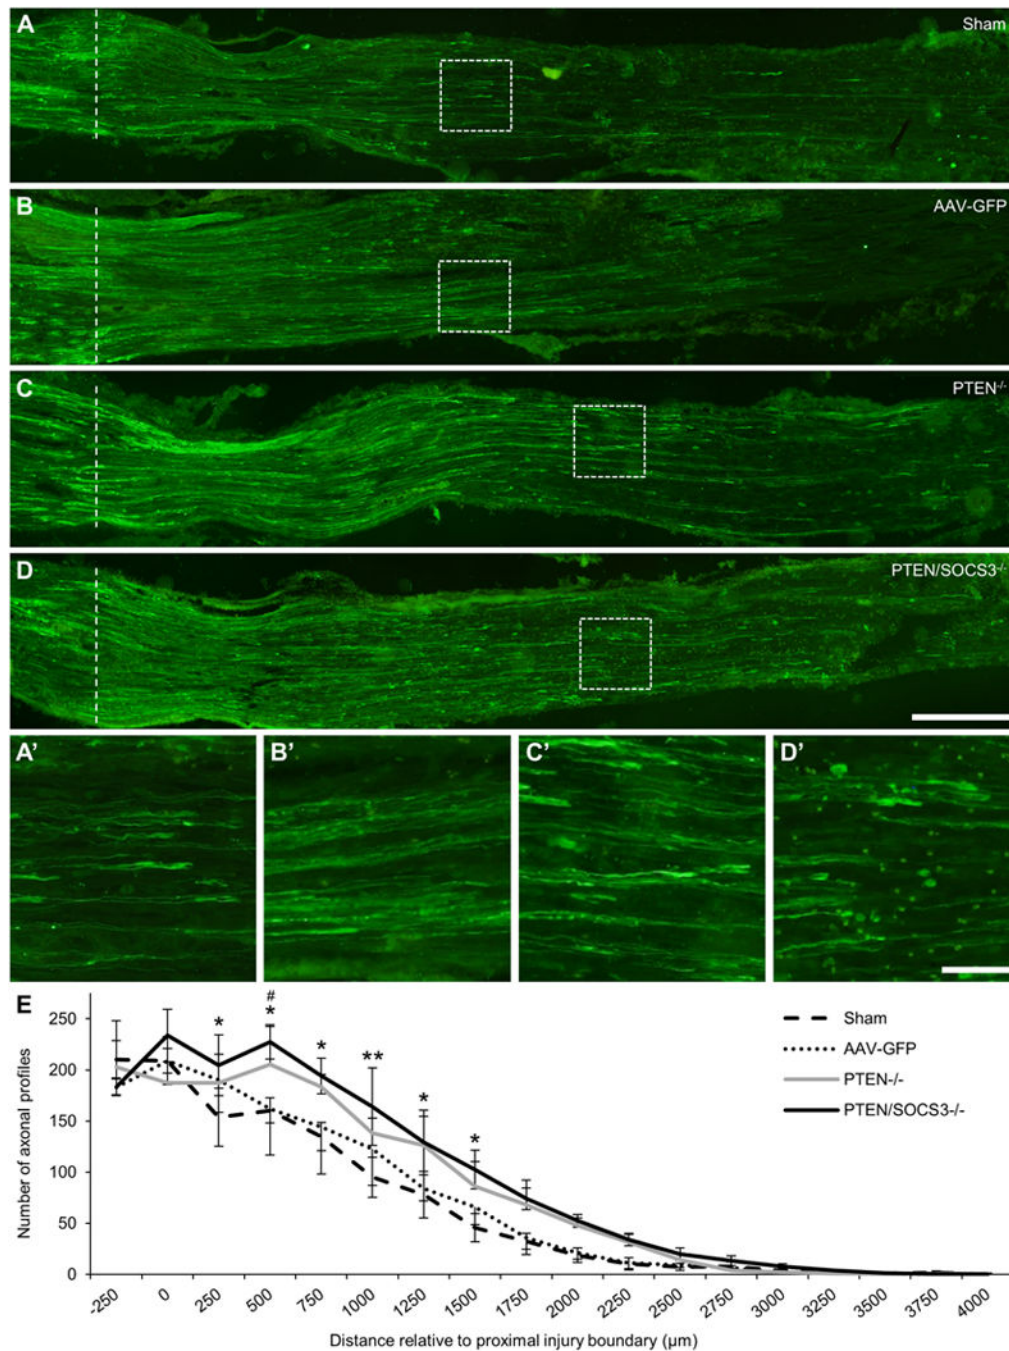 A
Sham
B
AAV-GFP
C
PTEN-/-
D
PTEN/SOCS3-/-
A’
B’
C’
D’
E
Number of axonal profiles
250
200
150
100
50
0
#
* * * ** * *
Sham
AAV-GFP
PTEN-/-
PTEN/SOCS3-/-
-250 0 250 500 750 1000 1250 1500 1750 2000 2250 2500 2750 3000 3250 3500 3750 4000
Distance relative to proximal injury boundary (µm)